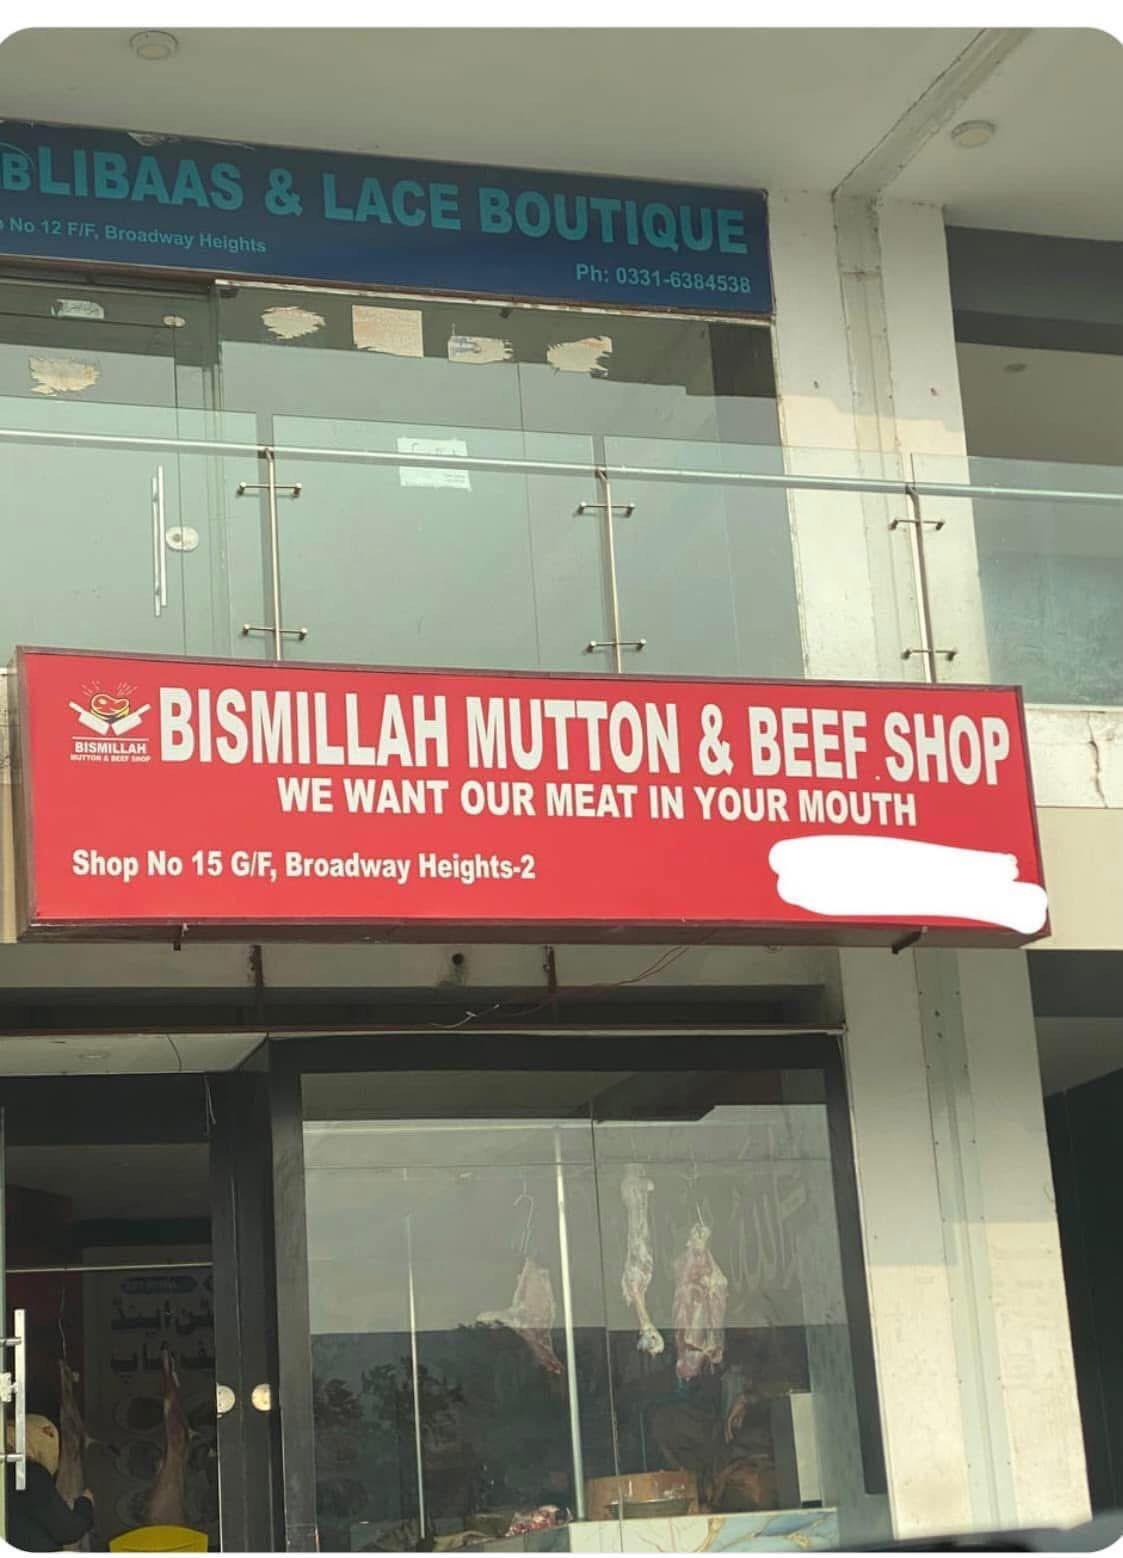 LIBAAS & LACE BOUTIQUE
No 12 F/F, Broadway Heights
Ph: 0331-6384538
BISMILLAH
MUTTON & BEEF SHOP
BISMILLAH MUTTON & BEEF SHOP
WE WANT OUR MEAT IN YOUR MOUTH
Shop No 15 G/F, Broadway Heights-2